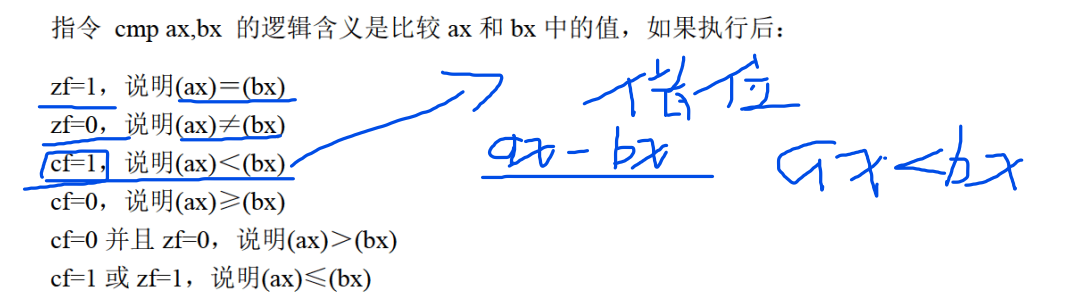 指令 cmp ax,bx 的逻辑含义是比较 ax 和 bx 中的值，如果执行后：
zf=1，说明(ax)＝(bx)
zf=0，说明(ax)≠(bx)
cf=1，说明(ax)＜(bx)
cf=0，说明(ax)≥(bx)
cf=0 并且 zf=0，说明(ax)＞(bx)
cf=1 或 zf=1，说明(ax)≤(bx)
借位
ax - bx
ax < bx